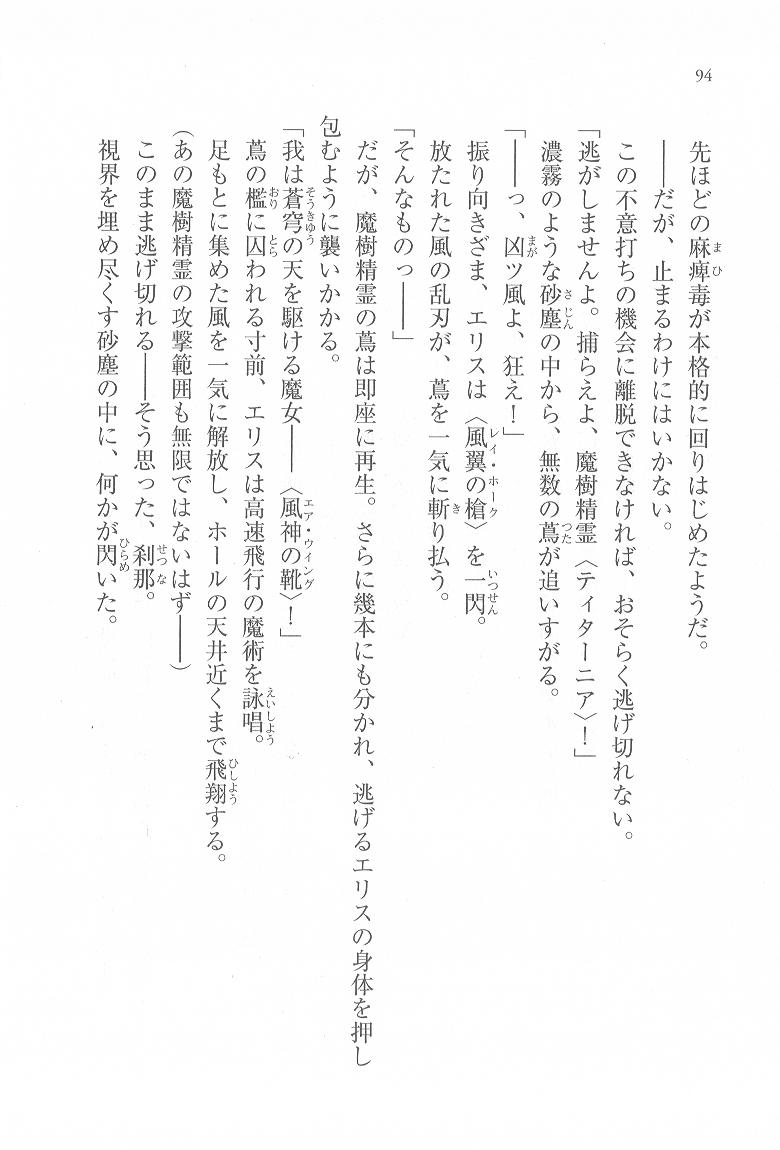 94
先ほどの麻痺毒が本格的に回りはじめたようだ。
――だが、止まるわけにはいかない。
この不意打ちの機会に離脱できなければ、おそらく逃げ切れない。
「逃がしませんよ。捕らえよ、魔樹精霊〈ティターニア〉！」
濃霧のような砂塵の中から、無数の蔦が追いすがる。
「――っ、凶ツ風よ、狂え！」
振り向きざま、エリスは〈風翼の槍〉を一閃。
放たれた風の乱刃が、蔦を一気に斬り払う。
「そんなものっ――」
だが、魔樹精霊の蔦は即座に再生。さらに幾本にも分かれ、逃げるエリスの身体を押し
包むように襲いかかる。
「我は蒼穹の天を駆ける魔女――〈風神の靴〉！」
蔦の檻に囚われる寸前、エリスは高速飛行の魔術を詠唱。
足もとに集めた風を一気に解放し、ホールの天井近くまで飛翔する。
（あの魔樹精霊の攻撃範囲も無限ではないはず――）
このまま逃げ切れる――そう思った、刹那。
視界を埋め尽くす砂塵の中に、何かが閃いた。